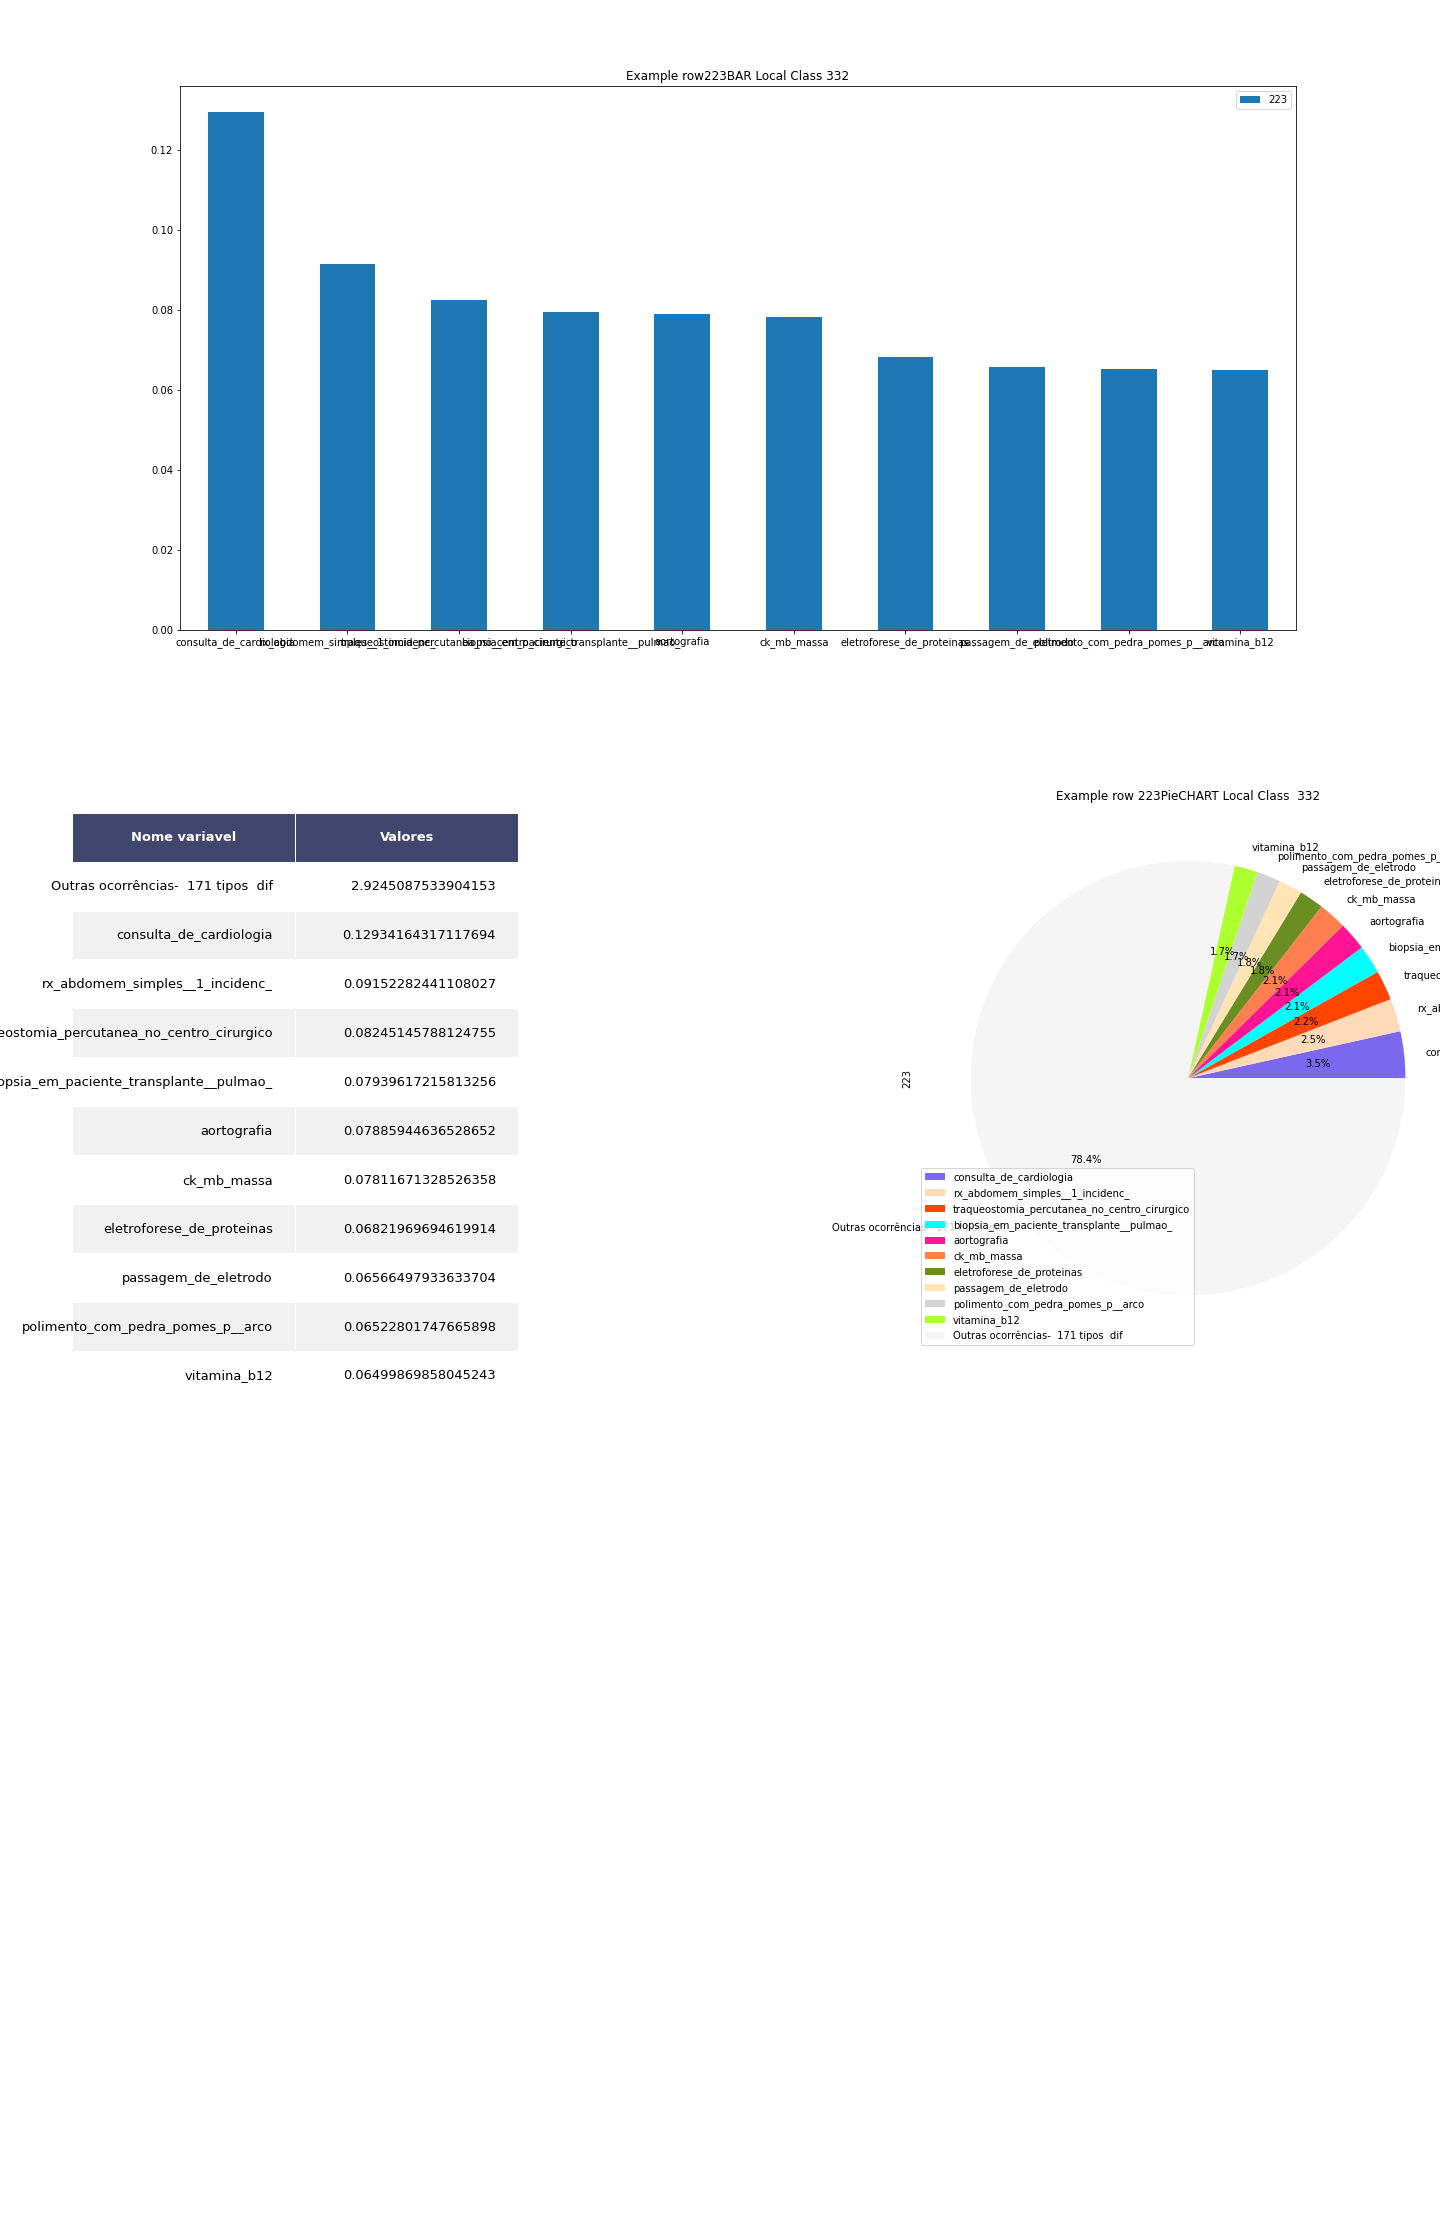 Example row223BAR Local Class 332
223
0.12
0.10
0.08
0.06
0.04
0.02
0.00
consulta_de_cardiologia
rx_abdomem_simples__1_incidenc_
traqueostomia_percutanea_no_centro_cirurgico
biopsia_em_paciente_transplante__pulmao_
aortografia
ck_mb_massa
eletroforese_de_proteinas
passagem_de_eletrodo
polimento_com_pedra_pomes_p__arco
vitamina_b12
Nome variavel Valores
Outras ocorrências-  171 tipos  dif 2.9245087533904153
consulta_de_cardiologia 0.12934164317117694
rx_abdomem_simples__1_incidenc_ 0.09152282441108027
eostomia_percutanea_no_centro_cirurgico 0.08245145788124755
opsia_em_paciente_transplante__pulmao_ 0.07939617215813256
aortografia 0.07885944636528652
ck_mb_massa 0.07811671328526358
eletroforese_de_proteinas 0.06821969694619914
passagem_de_eletrodo 0.06566497933633704
polimento_com_pedra_pomes_p__arco 0.06522801747665898
vitamina_b12 0.06499869858045243
Example row 223PieCHART Local Class  332
vitamina_b12
polimento_com_pedra_pomes_p_
passagem_de_eletrodo
eletroforese_de_protein
ck_mb_massa
aortografia
biopsia_en
traqueo
rx_ab
con
1.7%
1.7%
1.8%
1.8%
2.1%
2.1%
2.1%
2.2%
2.5%
3.5%
223
78.4%
Outras ocorrências-  171
consulta_de_cardiologia
rx_abdomem_simples__1_incidenc_
traqueostomia_percutanea_no_centro_cirurgico
biopsia_em_paciente_transplante__pulmao_
aortografia
ck_mb_massa
eletroforese_de_proteinas
passagem_de_eletrodo
polimento_com_pedra_pomes_p__arco
vitamina_b12
Outras ocorrências-  171 tipos  dif